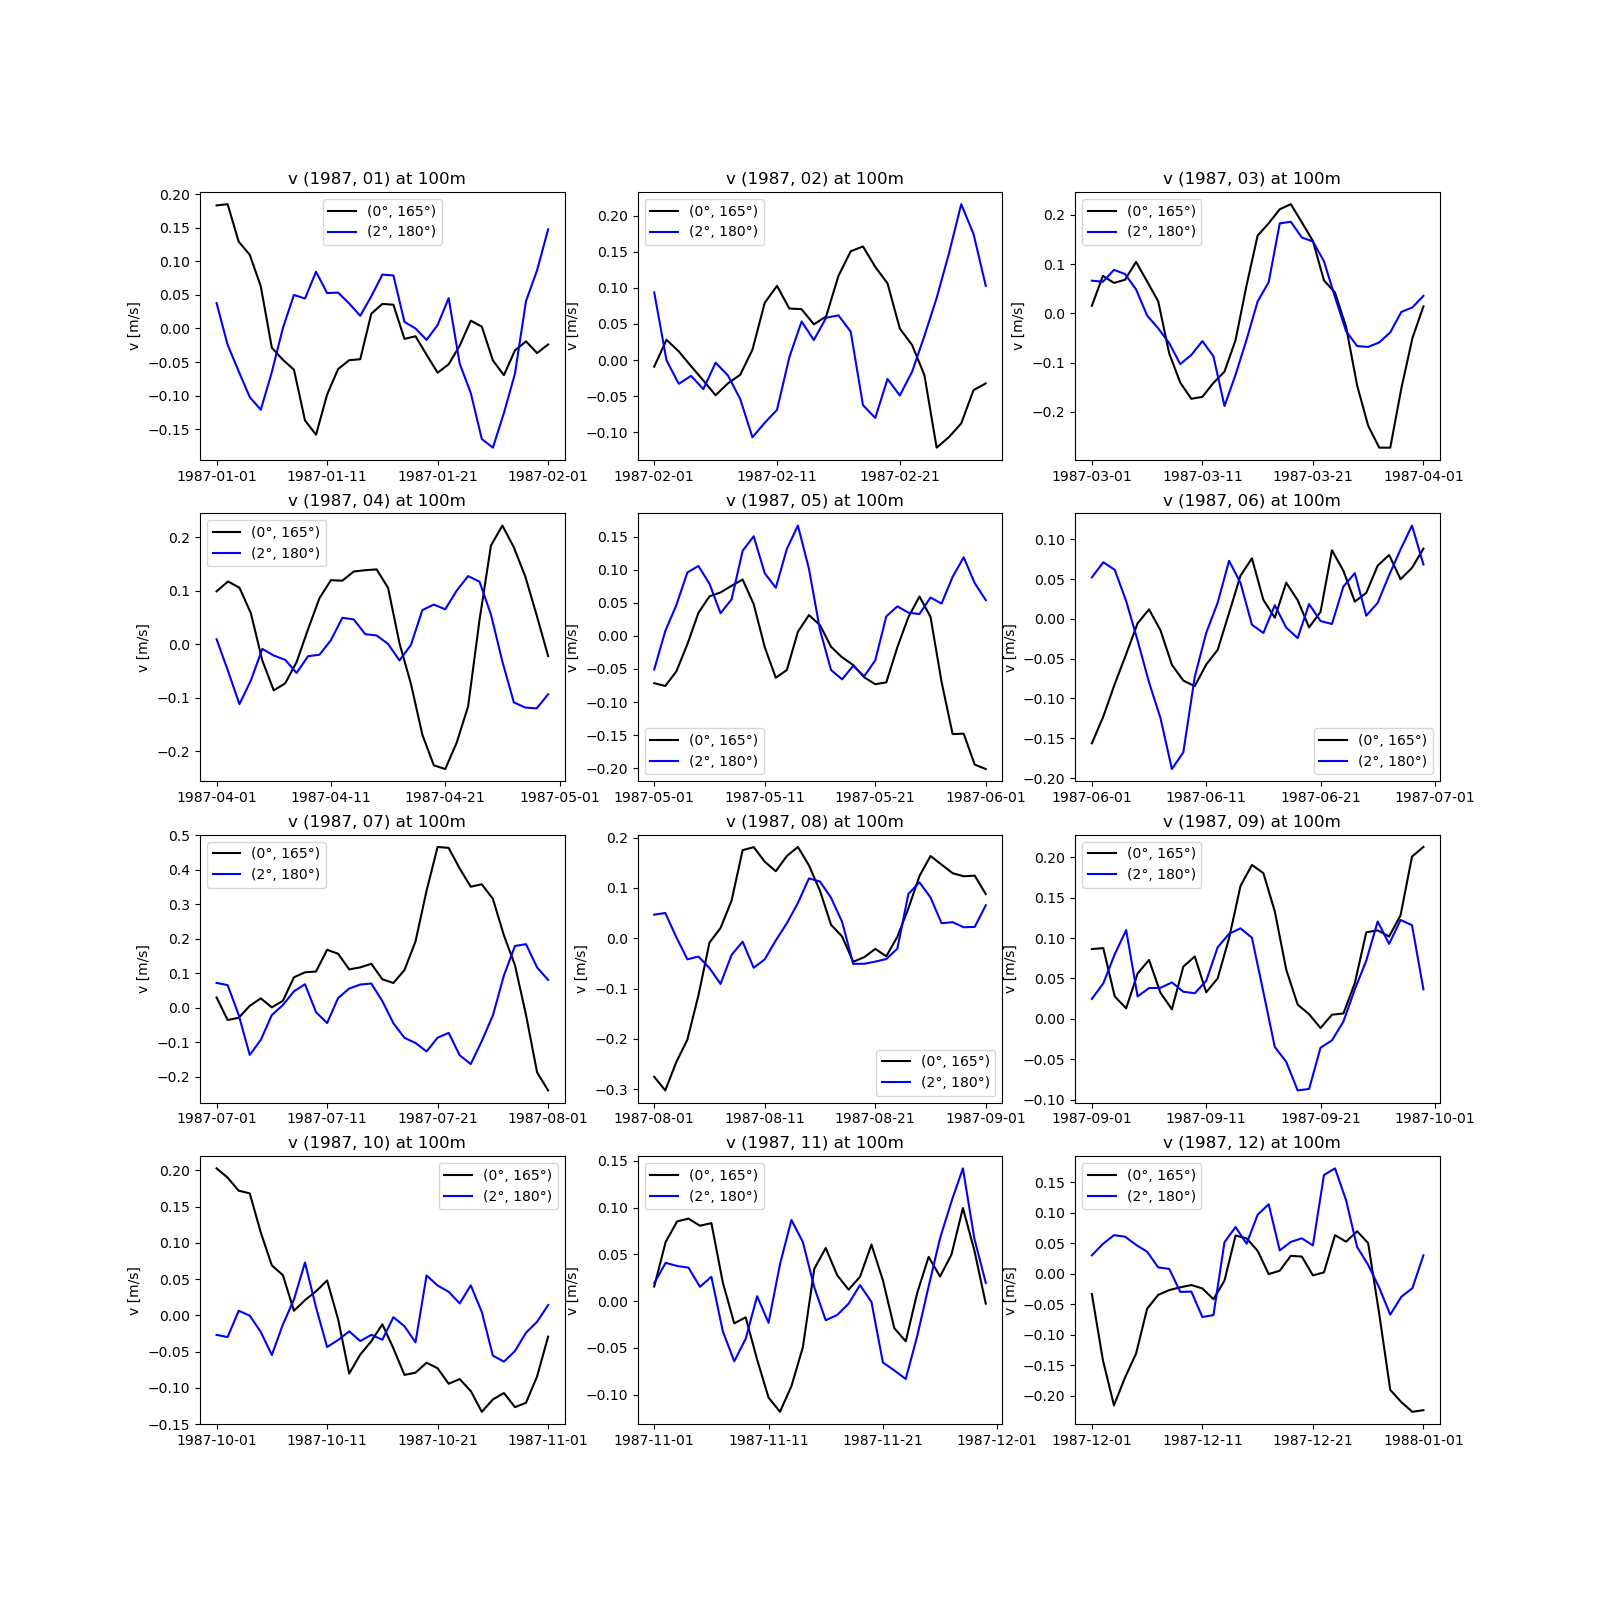 v (1987, 01) at 100m
v [m/s]
0.20
0.15
0.10
0.05
0.00
−0.05
−0.10
−0.15
(0°, 165°)
(2°, 180°)
1987-01-01 1987-01-11 1987-01-21 1987-02-01
v (1987, 02) at 100m
v [m/s]
0.20
0.15
0.10
0.05
0.00
−0.05
−0.10
(0°, 165°)
(2°, 180°)
1987-02-01 1987-02-11 1987-02-21
v (1987, 03) at 100m
v [m/s]
0.2
0.1
0.0
−0.1
−0.2
(0°, 165°)
(2°, 180°)
1987-03-01 1987-03-11 1987-03-21 1987-04-01
v (1987, 04) at 100m
v [m/s]
0.2
0.1
0.0
−0.1
−0.2
(0°, 165°)
(2°, 180°)
1987-04-01 1987-04-11 1987-04-21 1987-05-01
v (1987, 05) at 100m
v [m/s]
0.15
0.10
0.05
0.00
−0.05
−0.10
−0.15
−0.20
(0°, 165°)
(2°, 180°)
1987-05-01 1987-05-11 1987-05-21 1987-06-01
v (1987, 06) at 100m
v [m/s]
0.10
0.05
0.00
−0.05
−0.10
−0.15
−0.20
(0°, 165°)
(2°, 180°)
1987-06-01 1987-06-11 1987-06-21 1987-07-01
v (1987, 07) at 100m
v [m/s]
0.5
0.4
0.3
0.2
0.1
0.0
−0.1
−0.2
(0°, 165°)
(2°, 180°)
1987-07-01 1987-07-11 1987-07-21 1987-08-01
v (1987, 08) at 100m
v [m/s]
0.2
0.1
0.0
−0.1
−0.2
−0.3
(0°, 165°)
(2°, 180°)
1987-08-01 1987-08-11 1987-08-21 1987-09-01
v (1987, 09) at 100m
v [m/s]
0.20
0.15
0.10
0.05
0.00
−0.05
−0.10
(0°, 165°)
(2°, 180°)
1987-09-01 1987-09-11 1987-09-21 1987-10-01
v (1987, 10) at 100m
v [m/s]
0.20
0.15
0.10
0.05
0.00
−0.05
−0.10
−0.15
(0°, 165°)
(2°, 180°)
1987-10-01 1987-10-11 1987-10-21 1987-11-01
v (1987, 11) at 100m
v [m/s]
0.15
0.10
0.05
0.00
−0.05
−0.10
(0°, 165°)
(2°, 180°)
1987-11-01 1987-11-11 1987-11-21 1987-12-01
v (1987, 12) at 100m
v [m/s]
0.15
0.10
0.05
0.00
−0.05
−0.10
−0.15
−0.20
(0°, 165°)
(2°, 180°)
1987-12-01 1987-12-11 1987-12-21 1988-01-01